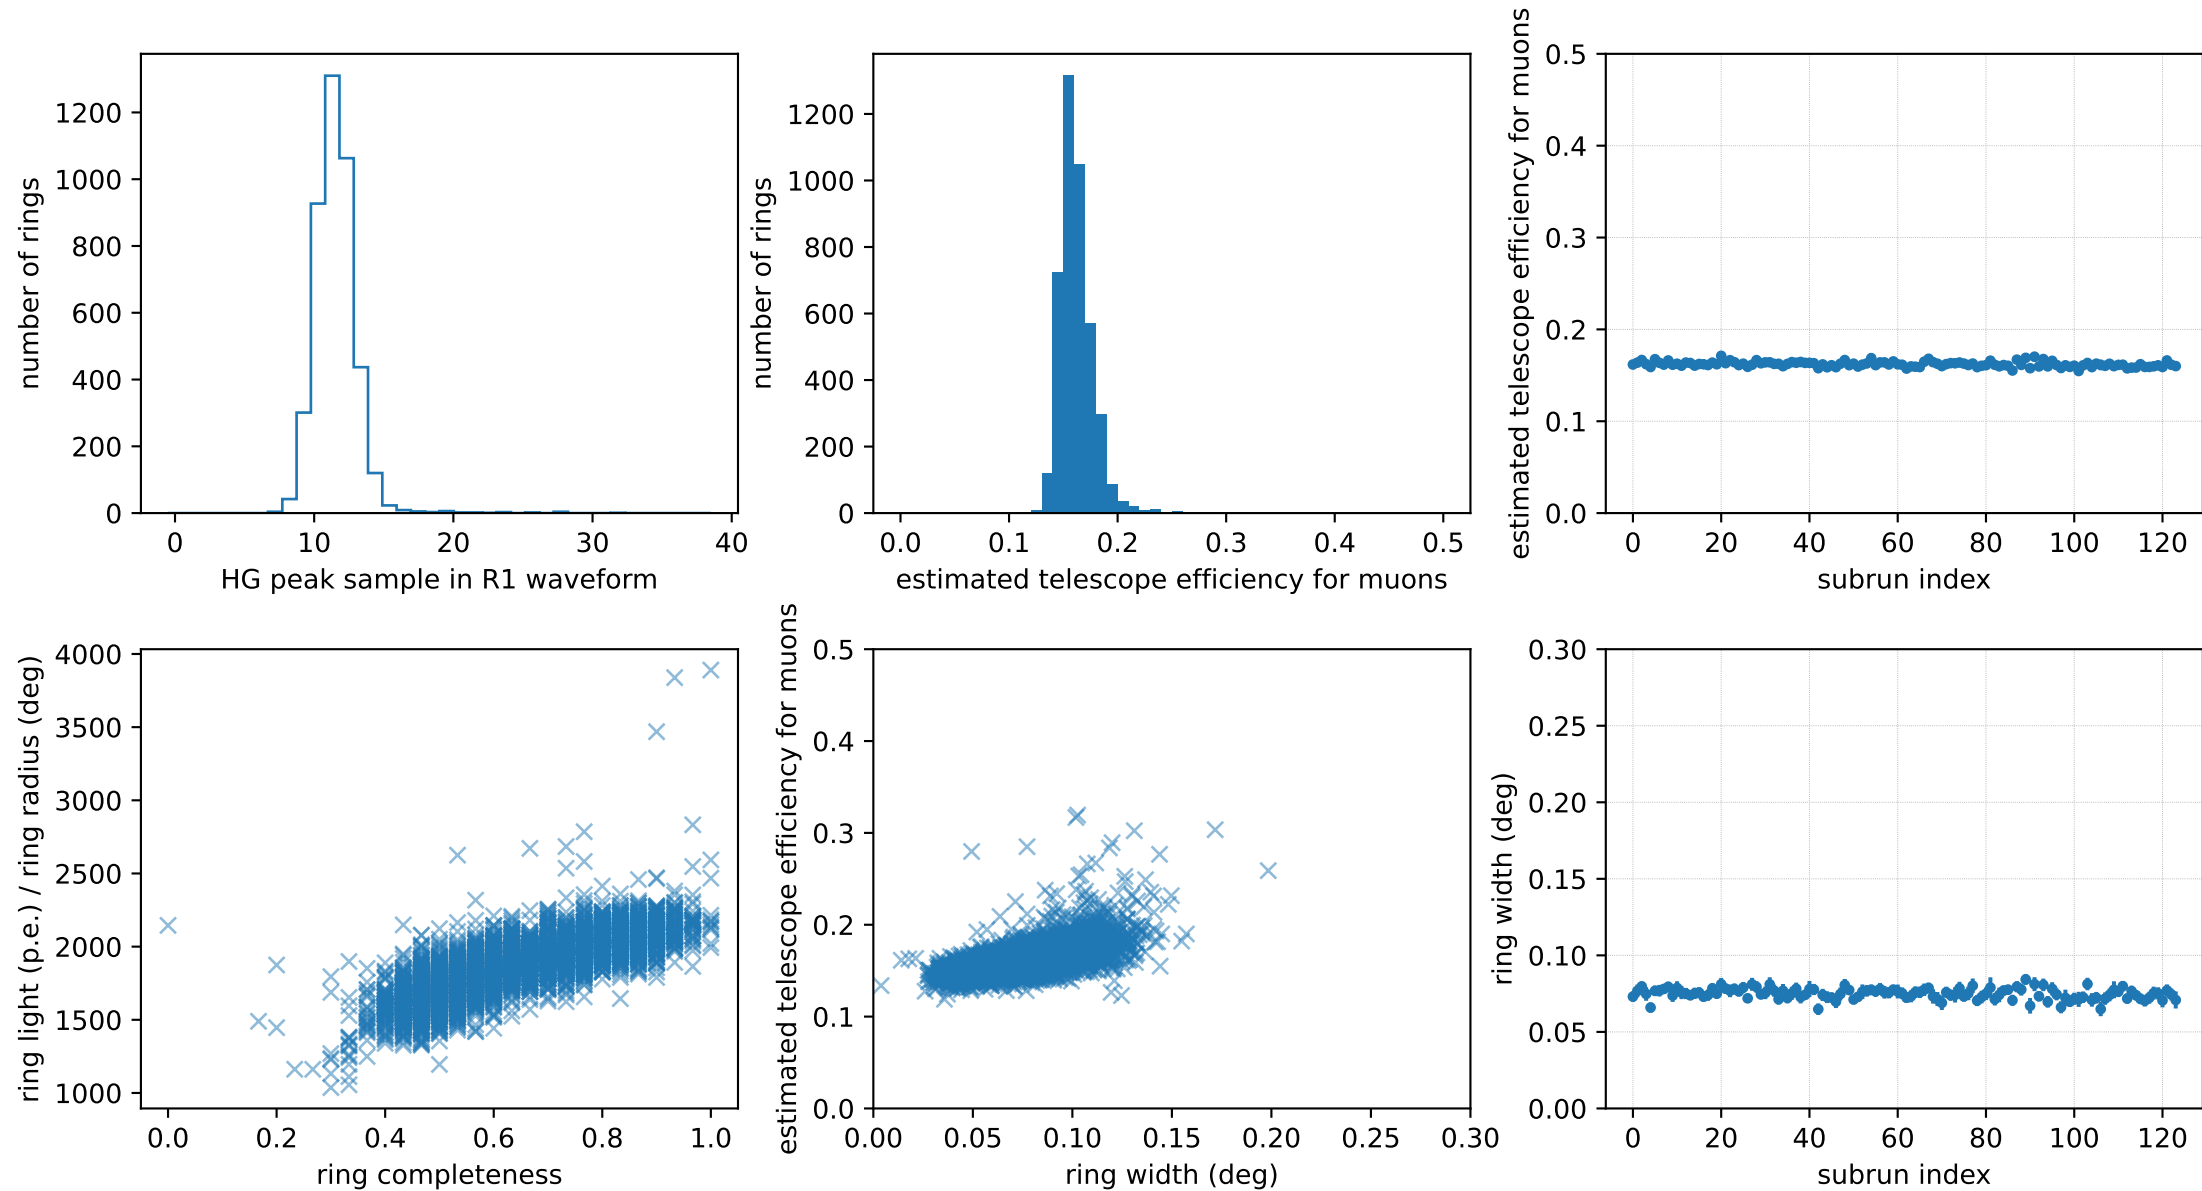 number of rings
1200
1000
800
600
400
200
0
0 10 20 30 40
HG peak sample in R1 waveform
number of rings
1200
1000
800
600
400
200
0
0.0 0.1 0.2 0.3 0.4 0.5
estimated telescope efficiency for muons
estimated telescope efficiency for muons
0.5
0.4
0.3
0.2
0.1
0.0
0 20 40 60 80 100 120
subrun index
ring light (p.e.) / ring radius (deg)
4000
3500
3000
2500
2000
1500
1000
0.0 0.2 0.4 0.6 0.8 1.0
ring completeness
estimated telescope efficiency for muons
0.5
0.4
0.3
0.2
0.1
0.0
0.00 0.05 0.10 0.15 0.20 0.25 0.30
ring width (deg)
ring width (deg)
0.30
0.25
0.20
0.15
0.10
0.05
0.00
0 20 40 60 80 100 120
subrun index